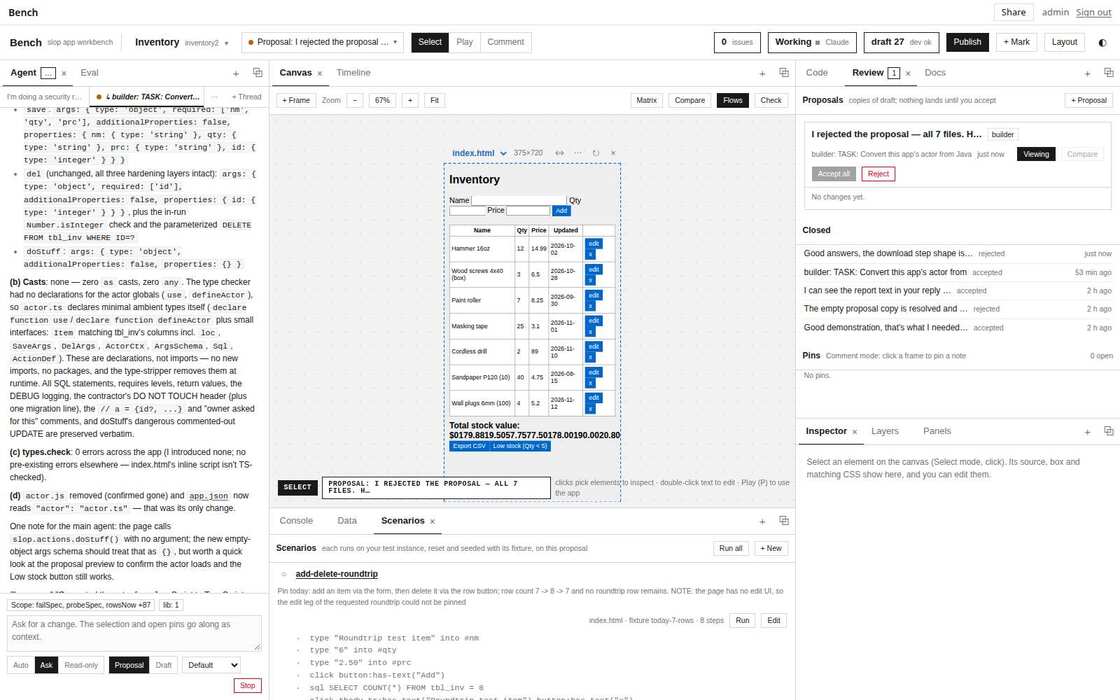 Bench
Share
admin
Sign out
Bench slop app workbench
Inventory inventory2
Proposal: I rejected the proposal …
Select
Play
Comment
0 issues
Working Claude
draft 27 dev ok
Publish
+ Mark
Layout
Agent … ×
Eval
I'm doing a security r…
↳ builder: TASK: Convert…
…
+ Thread
save: args: { type: 'object', required: ['nm',
'qty', 'prc'], additionalProperties: false,
properties: { nm: { type: 'string' }, qty: {
type: 'string' }, prc: { type: 'string' }, id: {
type: 'integer' } } }
del (unchanged, all three hardening layers intact): args: {
type: 'object', required: ['id'],
additionalProperties: false, properties: { id: {
type: 'integer' } } }, plus the in-run
Number.isInteger check and the parameterized DELETE
FROM tbl_inv WHERE ID=?
doStuff: args: { type: 'object',
additionalProperties: false, properties: {} }
(b) Casts: none — zero as casts, zero any. The type checker
had no declarations for the actor globals (use, defineActor),
so actor.ts declares minimal ambient types itself (declare
function use / declare function defineActor plus small
interfaces: Item matching tbl_inv's columns incl. loc,
SaveArgs, DelArgs, ActorCtx, ArgsSchema, Sql,
ActionDef). These are declarations, not imports — no new
imports, no packages, and the type-stripper removes them at
runtime. All SQL statements, requires levels, return values, the
DEBUG logging, the contractor's DO NOT TOUCH header (plus
one migration line), the // a = {id?, ...} and "owner asked
for this" comments, and doStuff's dangerous commented-out
UPDATE are preserved verbatim.
(c) types.check: 0 errors across the app (I introduced none; no
pre-existing errors elsewhere — index.html's inline script isn't TS-
checked).
(d) actor.js removed (confirmed gone) and app.json now
reads "actor": "actor.ts" — that was its only change.
One note for the main agent: the page calls
slop.actions.doStuff() with no argument; the new empty-
object args schema should treat that as {}, but worth a quick
look at the proposal preview to confirm the actor loads and the
Low stock button still works.
Scope: failSpec, probeSpec, rowsNow +87
lib: 1
Ask for a change. The selection and open pins go along as
context.
Auto
Ask
Read-only
Proposal
Draft
Default
Stop
Canvas ×
Timeline
+ Frame
Zoom
−
67%
+
Fit
Matrix
Compare
Flows
Check
index.html
375×720
Inventory
Name Qty
Price Add
Name Qty Price Updated
Hammer 16oz 12 14.99 2026-10-02 edit x
Wood screws 4x40 (box) 3 6.5 2026-10-28 edit x
Paint roller 7 8.25 2026-09-30 edit x
Masking tape 25 3.1 2026-11-01 edit x
Cordless drill 2 89 2026-11-10 edit x
Sandpaper P120 (10) 40 4.75 2026-08-15 edit x
Wall plugs 6mm (100) 4 5.2 2026-11-12 edit x
Total stock value:
$0179.8819.5057.7577.50178.00190.0020.80
Export CSV
Low stock (Qty < 5)
SELECT
PROPOSAL: I REJECTED THE PROPOSAL — ALL 7
FILES. H…
clicks pick elements to inspect · double-click text to edit · Play (P) to use
the app
Console
Data
Scenarios ×
Scenarios each runs on your test instance, reset and seeded with its fixture, on this proposal
Run all
+ New
add-delete-roundtrip
Pin today: add an item via the form, then delete it via the row button; row count 7 -> 8 -> 7 and no roundtrip row remains. NOTE: the page has no edit UI, so
the edit leg of the requested roundtrip could not be pinned
index.html · fixture today-7-rows · 8 steps
Run
Edit
· type "Roundtrip test item" into #nm
· type "6" into #qty
· type "2.50" into #prc
· click button:has-text("Add")
· sql SELECT COUNT(*) FROM tbl_inv = 8
Code
Review 1 ×
Docs
Proposals copies of draft; nothing lands until you accept
+ Proposal
I rejected the proposal — all 7 files. H…
builder
builder: TASK: Convert this app's actor from Java
just now
Viewing
Compare
Accept all
Reject
No changes yet.
Closed
Good answers, the download step shape is… rejected just now
builder: TASK: Convert this app's actor from accepted 53 min ago
I can see the report text in your reply … accepted 2 h ago
The empty proposal copy is resolved and … rejected 2 h ago
Good demonstration, that's what I needed… accepted 2 h ago
Pins Comment mode: click a frame to pin a note
0 open
No pins.
Inspector ×
Layers
Panels
Select an element on the canvas (Select mode, click). Its source, box and
matching CSS show here, and you can edit them.